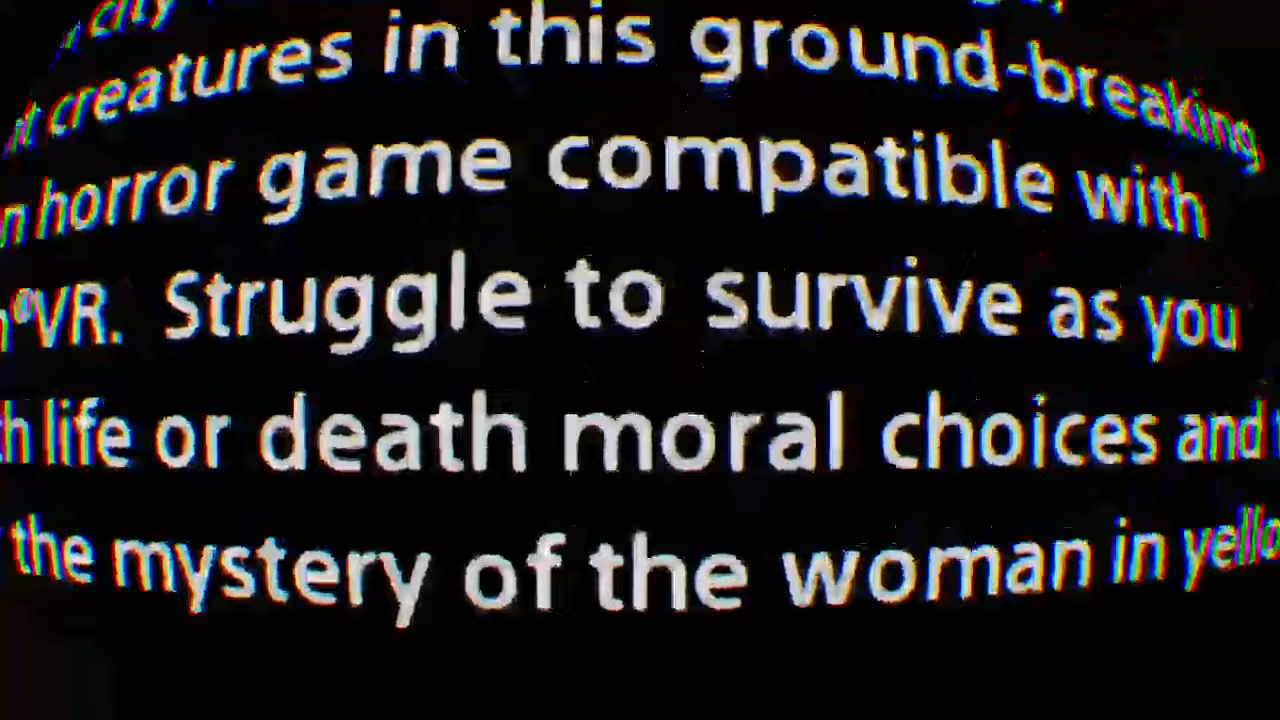 city
creatures in this ground-breaking
horror game compatible with
®VR. Struggle to survive as you
life or death moral choices and
the mystery of the woman in